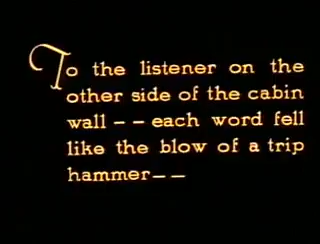 To the listener on the
other side of the cabin
wall -- each word fell
like the blow of a trip
hammer--